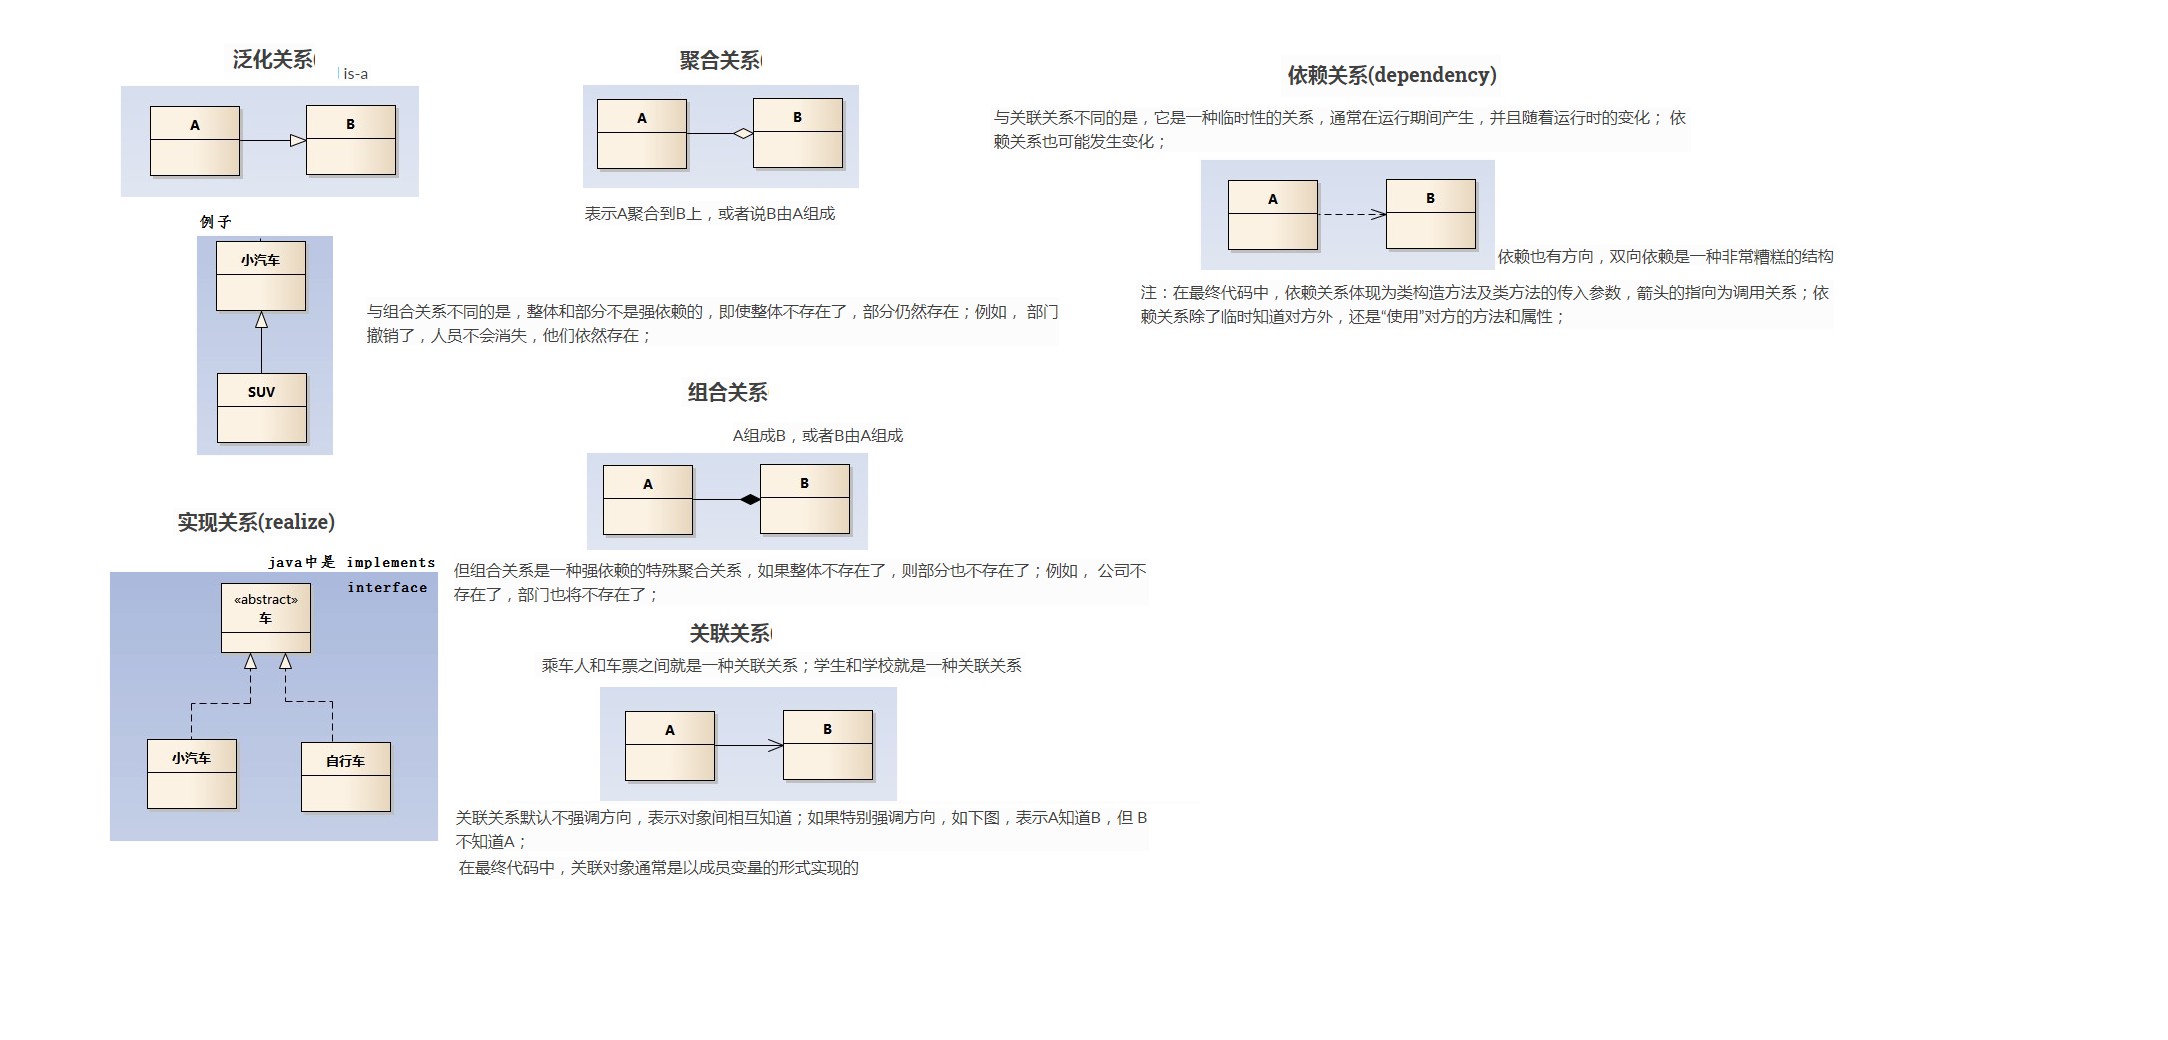 泛化关系(
is-a
A
B
例子
小汽车
SUV
实现关系(realize)
java中是 implements
interface
«abstract»
车
小汽车
自行车
聚合关系(
A
B
表示A聚合到B上，或者说B由A组成
与组合关系不同的是，整体和部分不是强依赖的，即使整体不存在了，部分仍然存在；例如， 部门
撤销了，人员不会消失，他们依然存在；
组合关系
A组成B，或者B由A组成
A
B
但组合关系是一种强依赖的特殊聚合关系，如果整体不存在了，则部分也不存在了；例如， 公司不
存在了，部门也将不存在了；
关联关系(
乘车人和车票之间就是一种关联关系；学生和学校就是一种关联关系
A
B
关联关系默认不强调方向，表示对象间相互知道；如果特别强调方向，如下图，表示A知道B，但 B
不知道A；
在最终代码中，关联对象通常是以成员变量的形式实现的
依赖关系(dependency)
与关联关系不同的是，它是一种临时性的关系，通常在运行期间产生，并且随着运行时的变化； 依
赖关系也可能发生变化；
A
B
依赖也有方向，双向依赖是一种非常糟糕的结构
注：在最终代码中，依赖关系体现为类构造方法及类方法的传入参数，箭头的指向为调用关系；依
赖关系除了临时知道对方外，还是“使用”对方的方法和属性；